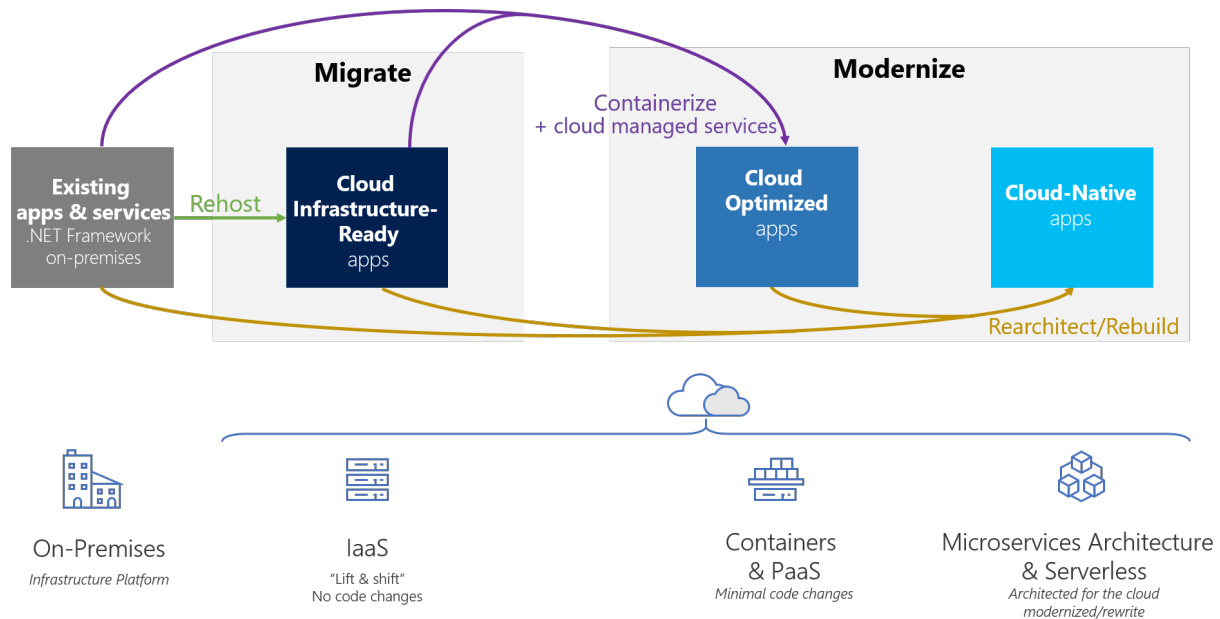 Migrate
Modernize
Containerize
+ cloud managed services
Existing
apps & services
.NET Framework
on-premises
Rehost
Cloud
Infrastructure-
Ready
apps
Cloud
Optimized
apps
Cloud-Native
apps
Rearchitect/Rebuild
On-Premises
Infrastructure Platform
IaaS
"Lift & shift"
No code changes
Containers
& PaaS
Minimal code changes
Microservices Architecture
& Serverless
Architected for the cloud
modernized/rewrite